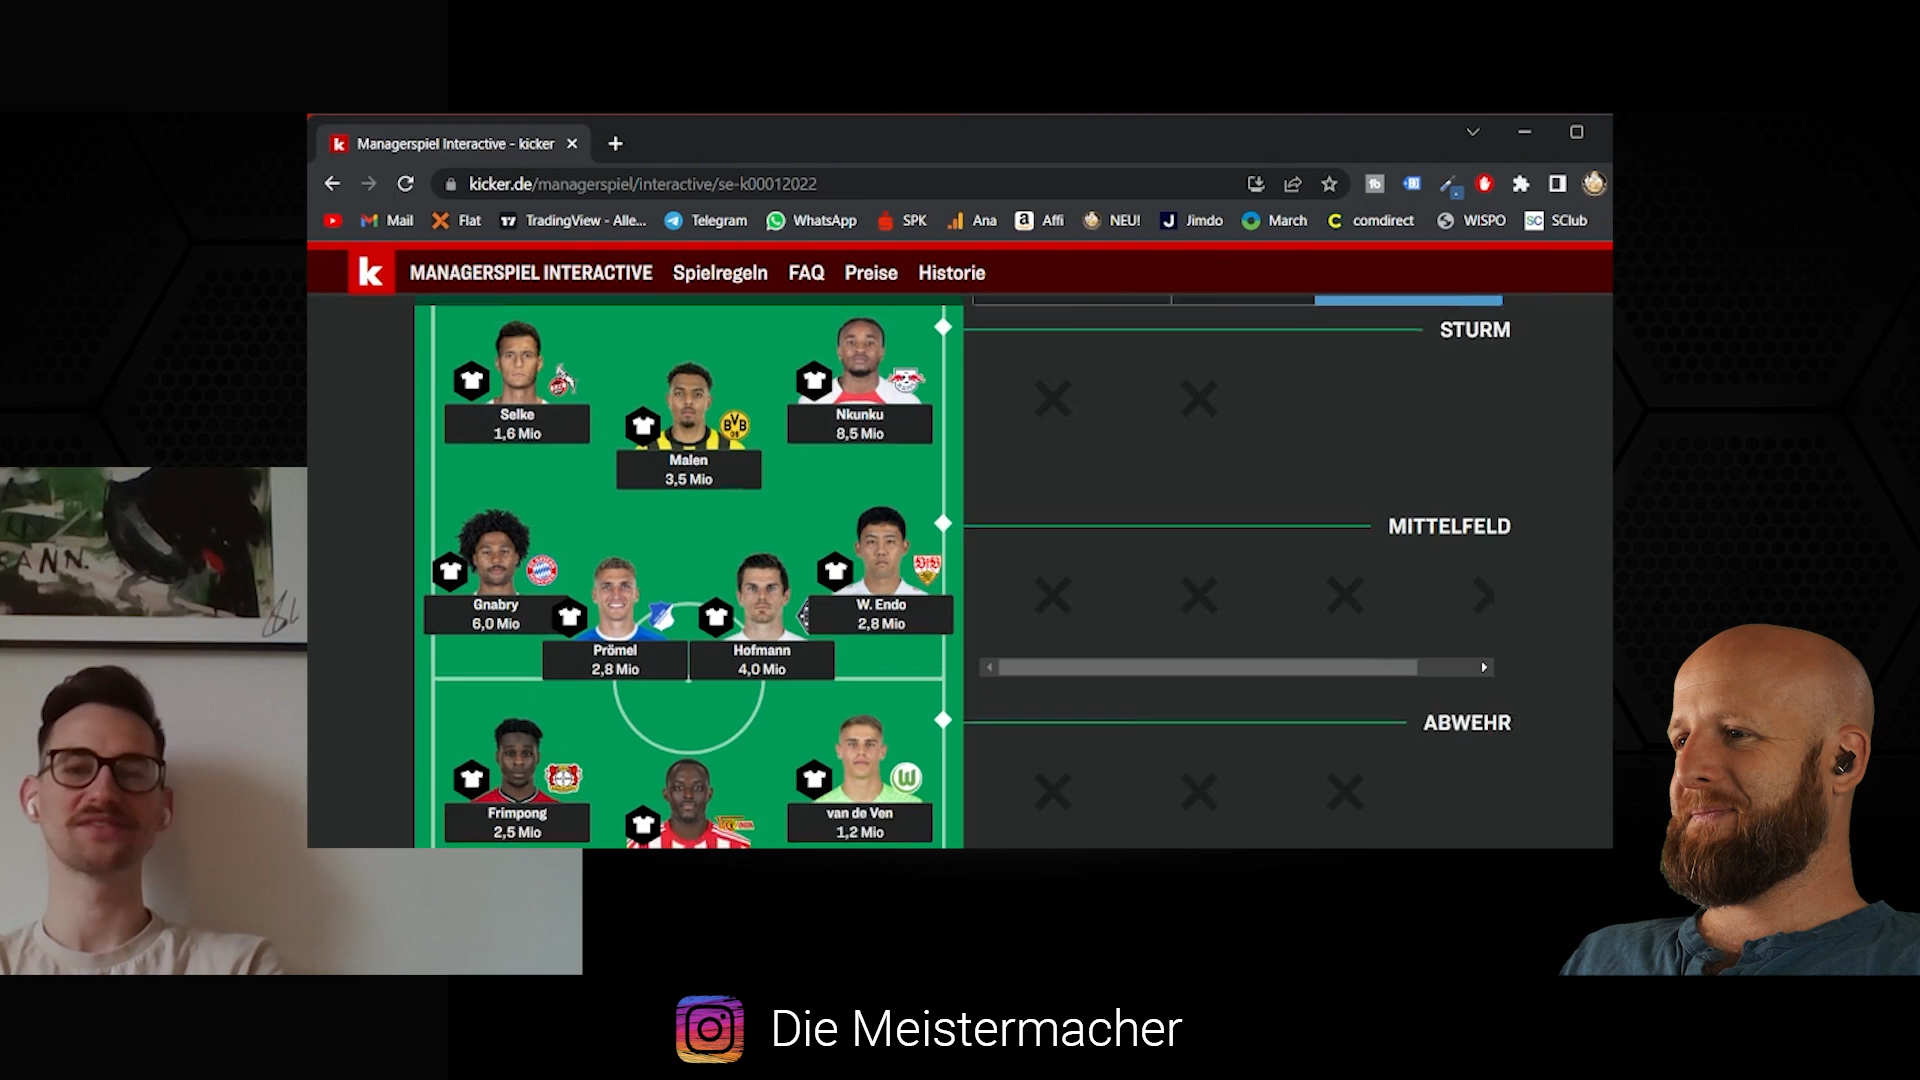 Managerspiel Interactive - kicker
kicker.de/managerspiel/interactive/se-k00012022
Mail Flat TradingView - Alle... Telegram WhatsApp SPK Ana Affi NEU! Jimdo March comdirect WISPO SClub
k MANAGERSPIEL INTERACTIVE Spielregeln FAQ Preise Historie
STURM
Selke
1,6 Mio
Nkunku
8,5 Mio
BVB
09
Malen
3,5 Mio
MITTELFELD
Gnabry
6,0 Mio
W. Endo
2,8 Mio
Prömel
2,8 Mio
Hofmann
4,0 Mio
ABWEHR
Frimpong
2,5 Mio
van de Ven
1,2 Mio
ANN.
Die Meistermacher